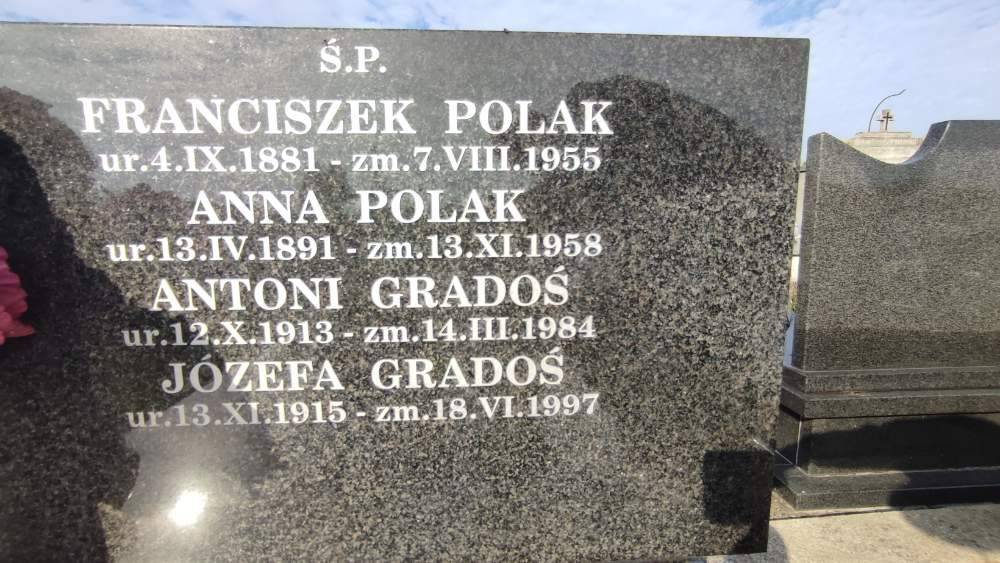 Ś.P.
FRANCISZEK POLAK
ur.4.IX.1881 - zm.7.VIII.1955
ANNA POLAK
ur.13.IV.1891 - zm.13.XI.1958
ANTONI GRADOŚ
ur.12.X.1913 - zm.14.III.1984
JÓZEFA GRADOŚ
ur.13.XI.1915 - zm.18.VI.1997